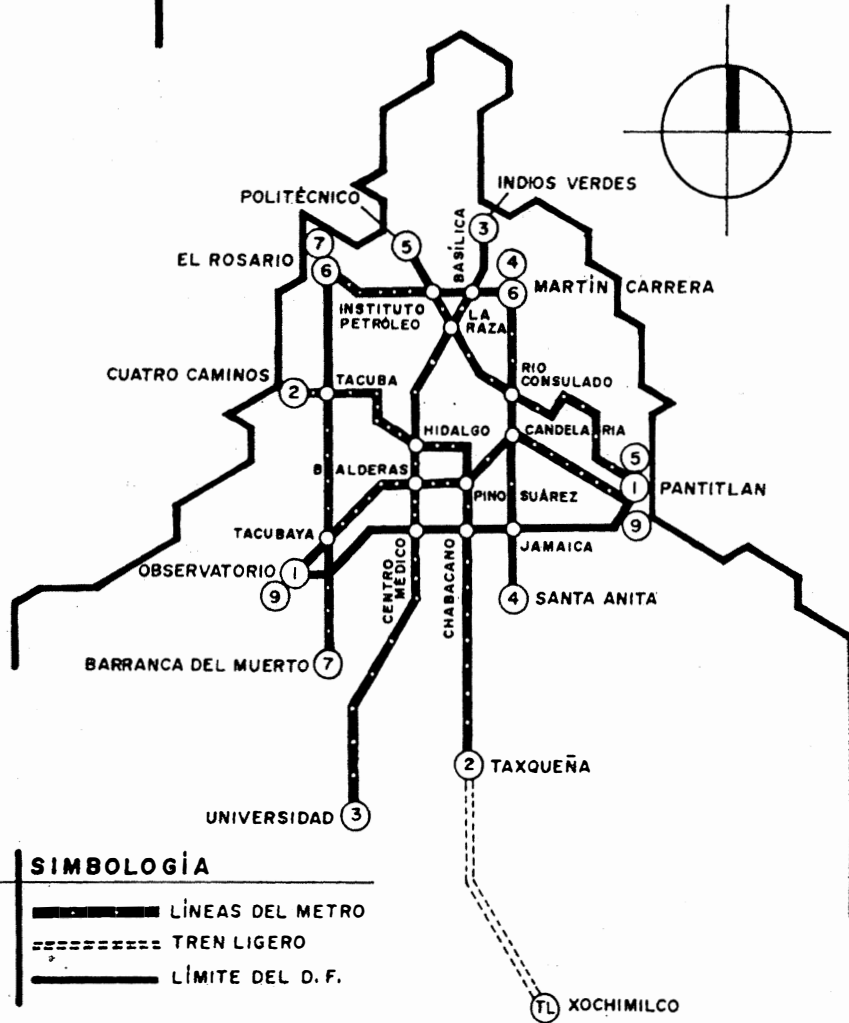 INDIOS VERDES
POLITÉCNICO
3
7
5
BASÍLICA
4
EL ROSARIO
6
6
MARTÍN CARRERA
INSTITUTO
PETRÓLEO
LA
RAZA
CUATRO CAMINOS
2
TACUBA
RIO
CONSULADO
HIDALGO
CANDELARIA
5
BALDERAS
1
PANTITLAN
PINO SUÁREZ
9
TACUBAYA
JAMAICA
OBSERVATORIO
1
9
CENTRO
MÉDICO
CHABACANO
4
SANTA ANITA
BARRANCA DEL MUERTO
7
2
TAXQUEÑA
UNIVERSIDAD
3
SIMBOLOGÍA
LÍNEAS DEL METRO
TREN LIGERO
LÍMITE DEL D.F.
TL
XOCHIMILCO